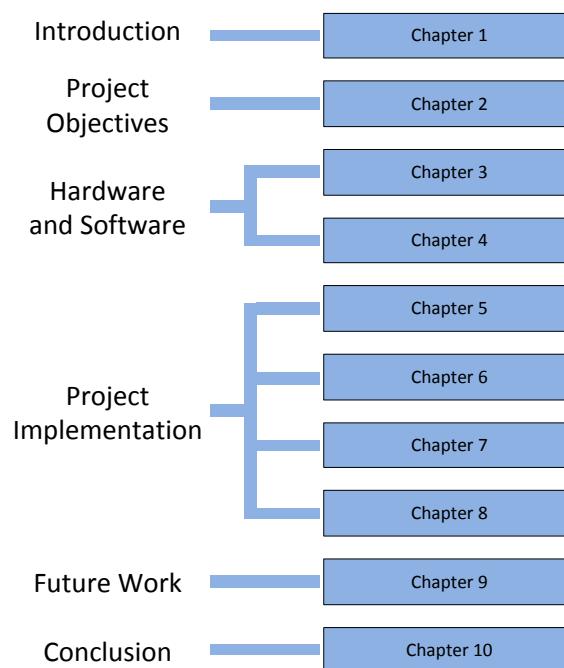 Introduction
Chapter 1
Project
Objectives
Chapter 2
Hardware
and Software
Chapter 3
Chapter 4
Project
Implementation
Chapter 5
Chapter 6
Chapter 7
Chapter 8
Future Work
Chapter 9
Conclusion
Chapter 10